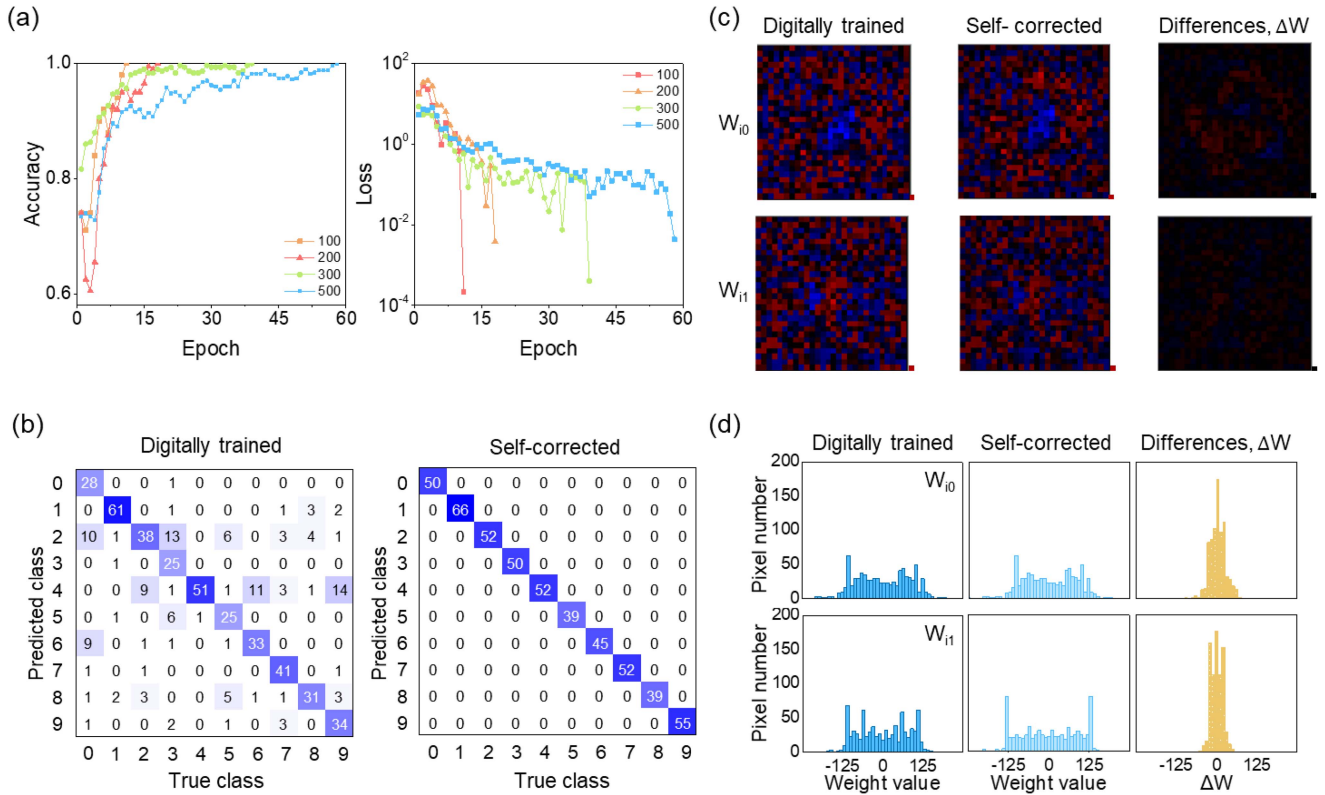 (a)
Accuracy
1.0
0.8
0.6
0 15 30 45 60
Epoch
100
200
300
500
Loss
10²
10⁰
10⁻²
10⁻⁴
0 15 30 45 60
Epoch
100
200
300
500
(b)
Digitally trained
Predicted class
0 28 0 0 1 0 0 0 0 0 0
1 0 61 0 0 0 0 0 1 3 2
2 10 1 38 13 0 6 0 3 4 1
3 0 1 0 25 0 0 0 0 0 0
4 0 0 9 1 51 1 11 3 1 14
5 0 1 0 6 1 25 0 0 0 0
6 9 0 1 1 0 1 33 0 0 0
7 1 0 1 0 0 0 0 41 0 1
8 1 2 3 0 0 5 1 1 31 3
9 1 0 0 2 0 1 0 3 0 34
0 1 2 3 4 5 6 7 8 9
True class
Self-corrected
Predicted class
0 50 0 0 0 0 0 0 0 0 0
1 0 66 0 0 0 0 0 0 0 0
2 0 0 52 0 0 0 0 0 0 0
3 0 0 0 50 0 0 0 0 0 0
4 0 0 0 0 52 0 0 0 0 0
5 0 0 0 0 0 39 0 0 0 0
6 0 0 0 0 0 0 45 0 0 0
7 0 0 0 0 0 0 0 52 0 0
8 0 0 0 0 0 0 0 0 39 0
9 0 0 0 0 0 0 0 0 0 55
0 1 2 3 4 5 6 7 8 9
True class
(c)
Digitally trained Self- corrected Differences, ΔW
W_i0
W_i1
(d)
Digitally trained Self-corrected Differences, ΔW
Pixel number
200
150
100
50
0
W_i0
Pixel number
200
150
100
50
0
W_i1
-125 0 125 -125 0 125 -125 0 125
Weight value Weight value ΔW